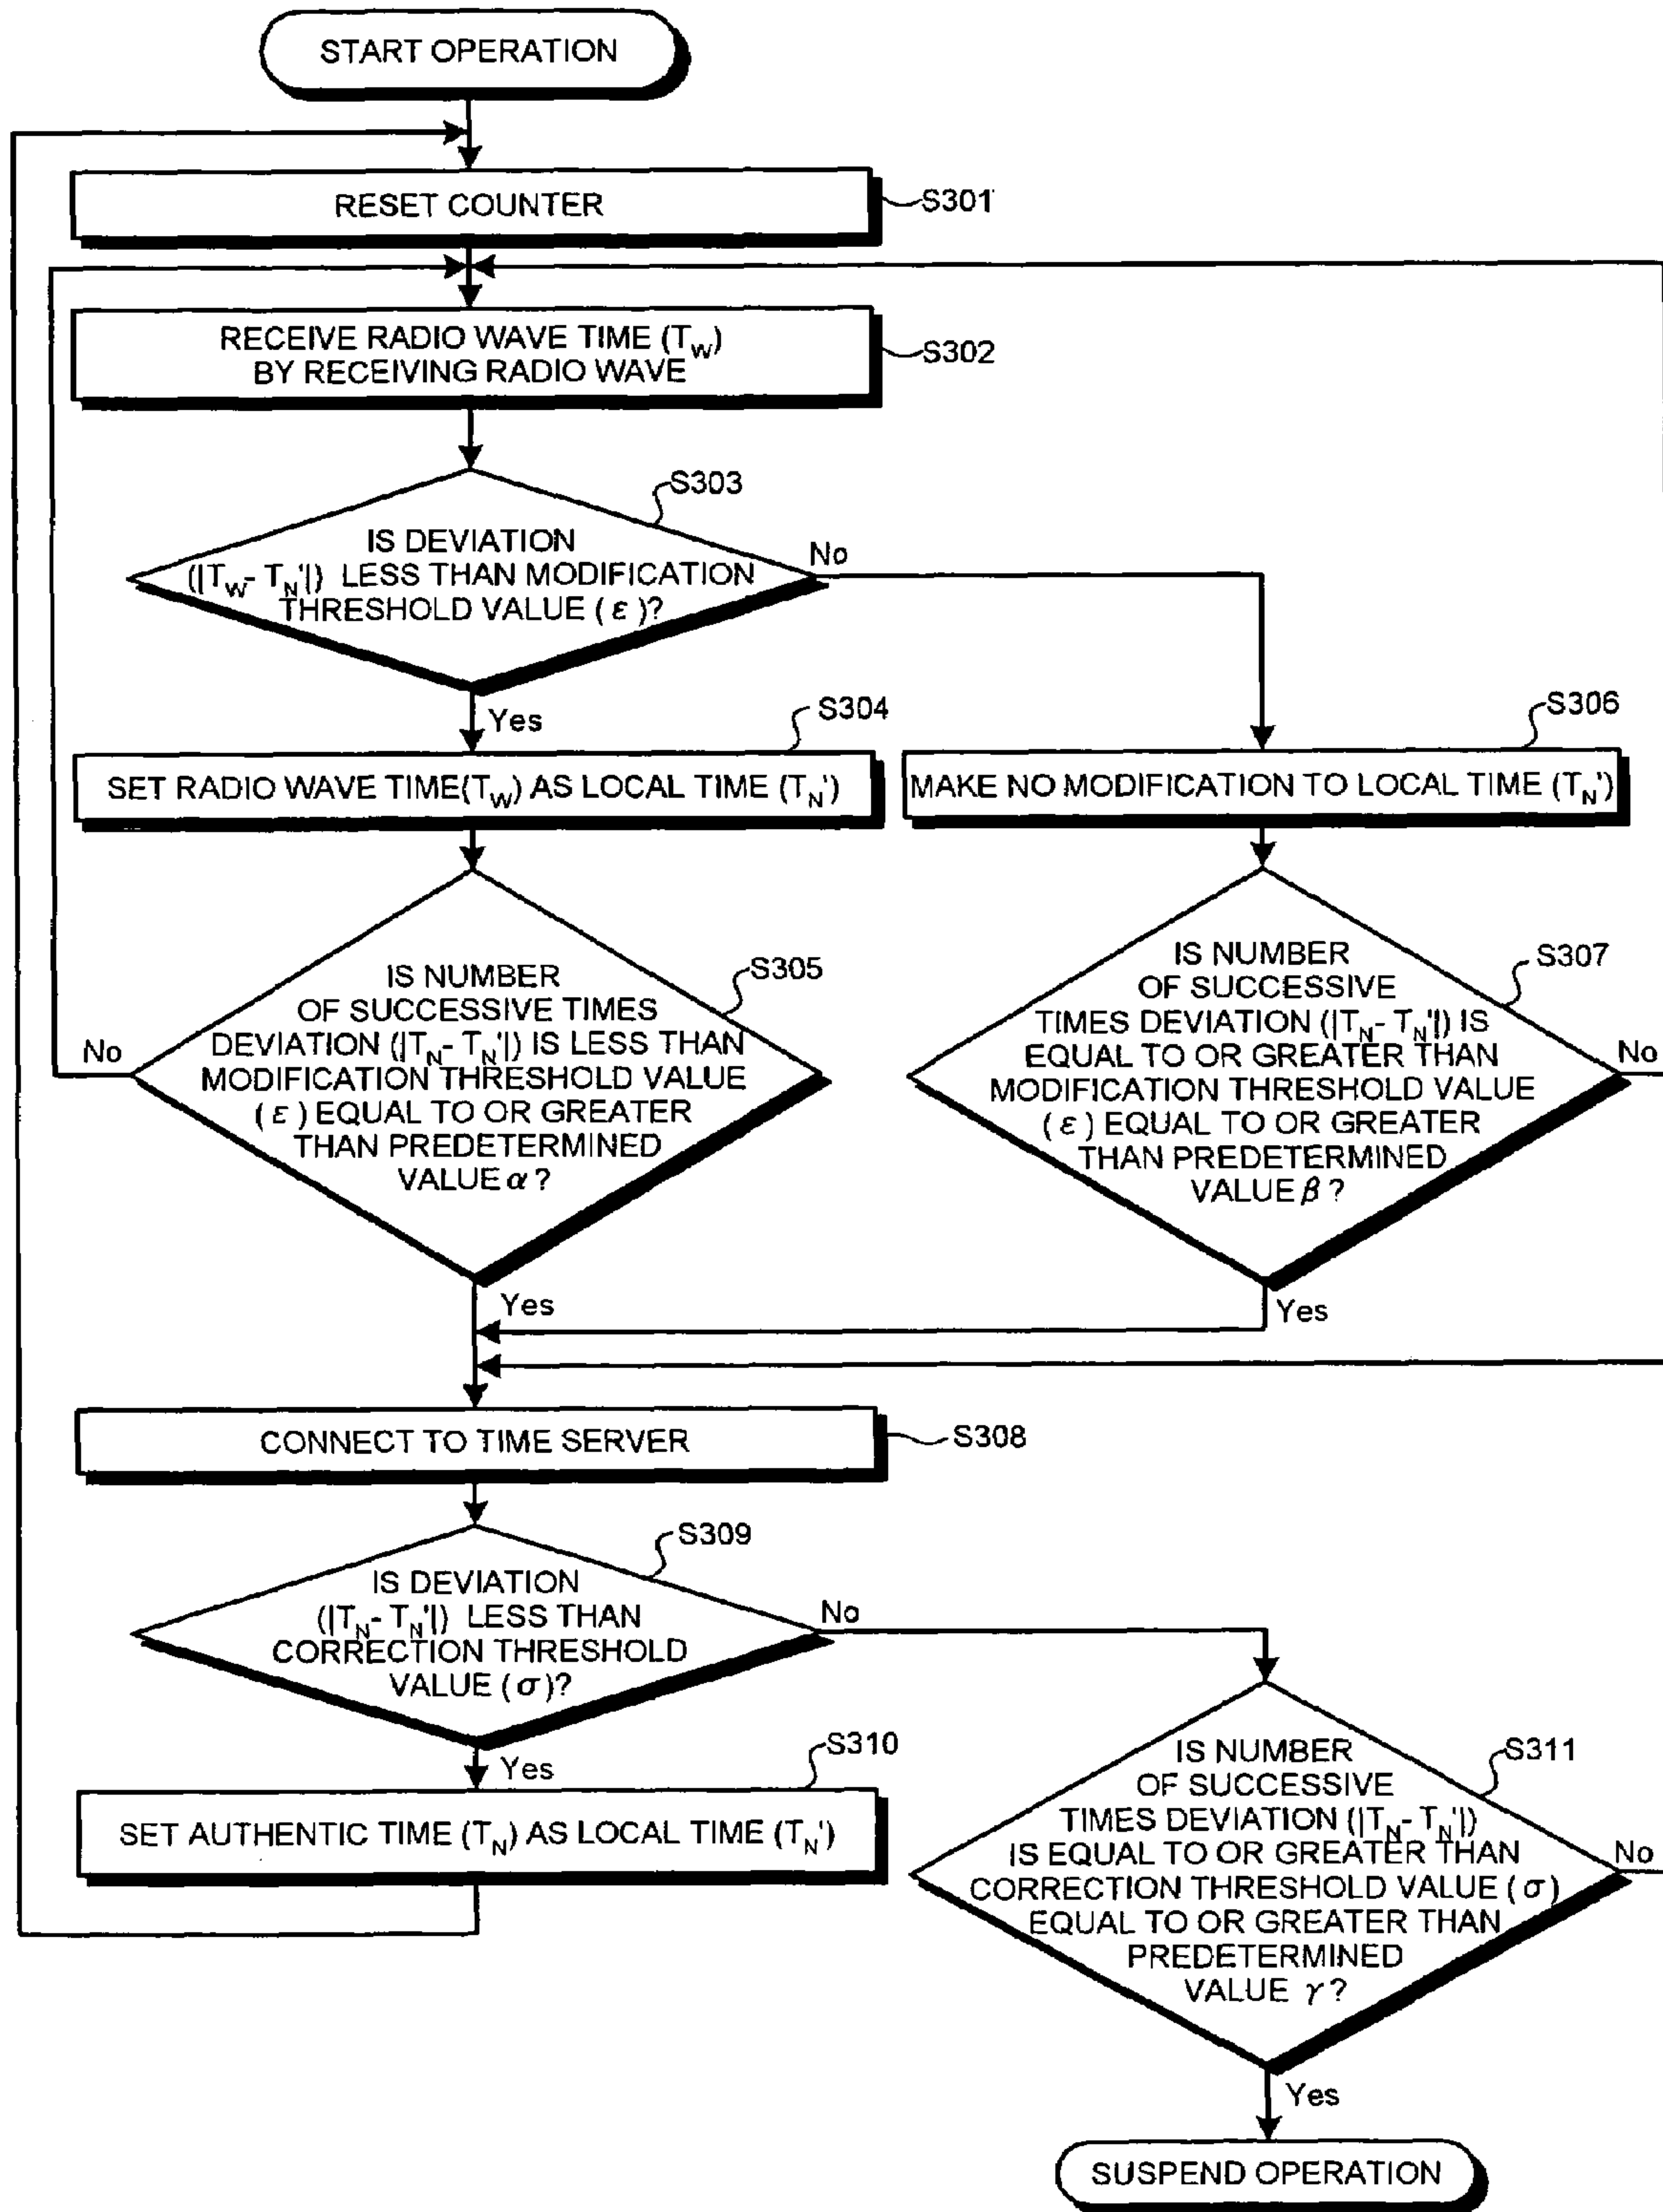 START OPERATION
RESET COUNTER
S301
RECEIVE RADIO WAVE TIME (TW)
BY RECEIVING RADIO WAVE
S302
S303
IS DEVIATION
(|TW- TN'|) LESS THAN MODIFICATION
THRESHOLD VALUE (ε)?
No
Yes
S304
SET RADIO WAVE TIME(TW) AS LOCAL TIME (TN')
S306
MAKE NO MODIFICATION TO LOCAL TIME (TN')
S305
IS NUMBER
OF SUCCESSIVE TIMES
DEVIATION (|TN- TN'|) IS LESS THAN
MODIFICATION THRESHOLD VALUE
(ε) EQUAL TO OR GREATER
THAN PREDETERMINED
VALUE α?
No
Yes
S307
IS NUMBER
OF SUCCESSIVE
TIMES DEVIATION (|TN- TN'|) IS
EQUAL TO OR GREATER THAN
MODIFICATION THRESHOLD VALUE
(ε) EQUAL TO OR GREATER
THAN PREDETERMINED
VALUE β?
No
Yes
CONNECT TO TIME SERVER
S308
S309
IS DEVIATION
(|TN- TN'|) LESS THAN
CORRECTION THRESHOLD
VALUE (σ)?
No
Yes
S310
SET AUTHENTIC TIME (TN) AS LOCAL TIME (TN')
S311
IS NUMBER
OF SUCCESSIVE
TIMES DEVIATION (|TN- TN'|)
IS EQUAL TO OR GREATER THAN
CORRECTION THRESHOLD VALUE (σ)
EQUAL TO OR GREATER THAN
PREDETERMINED
VALUE γ?
No
Yes
SUSPEND OPERATION